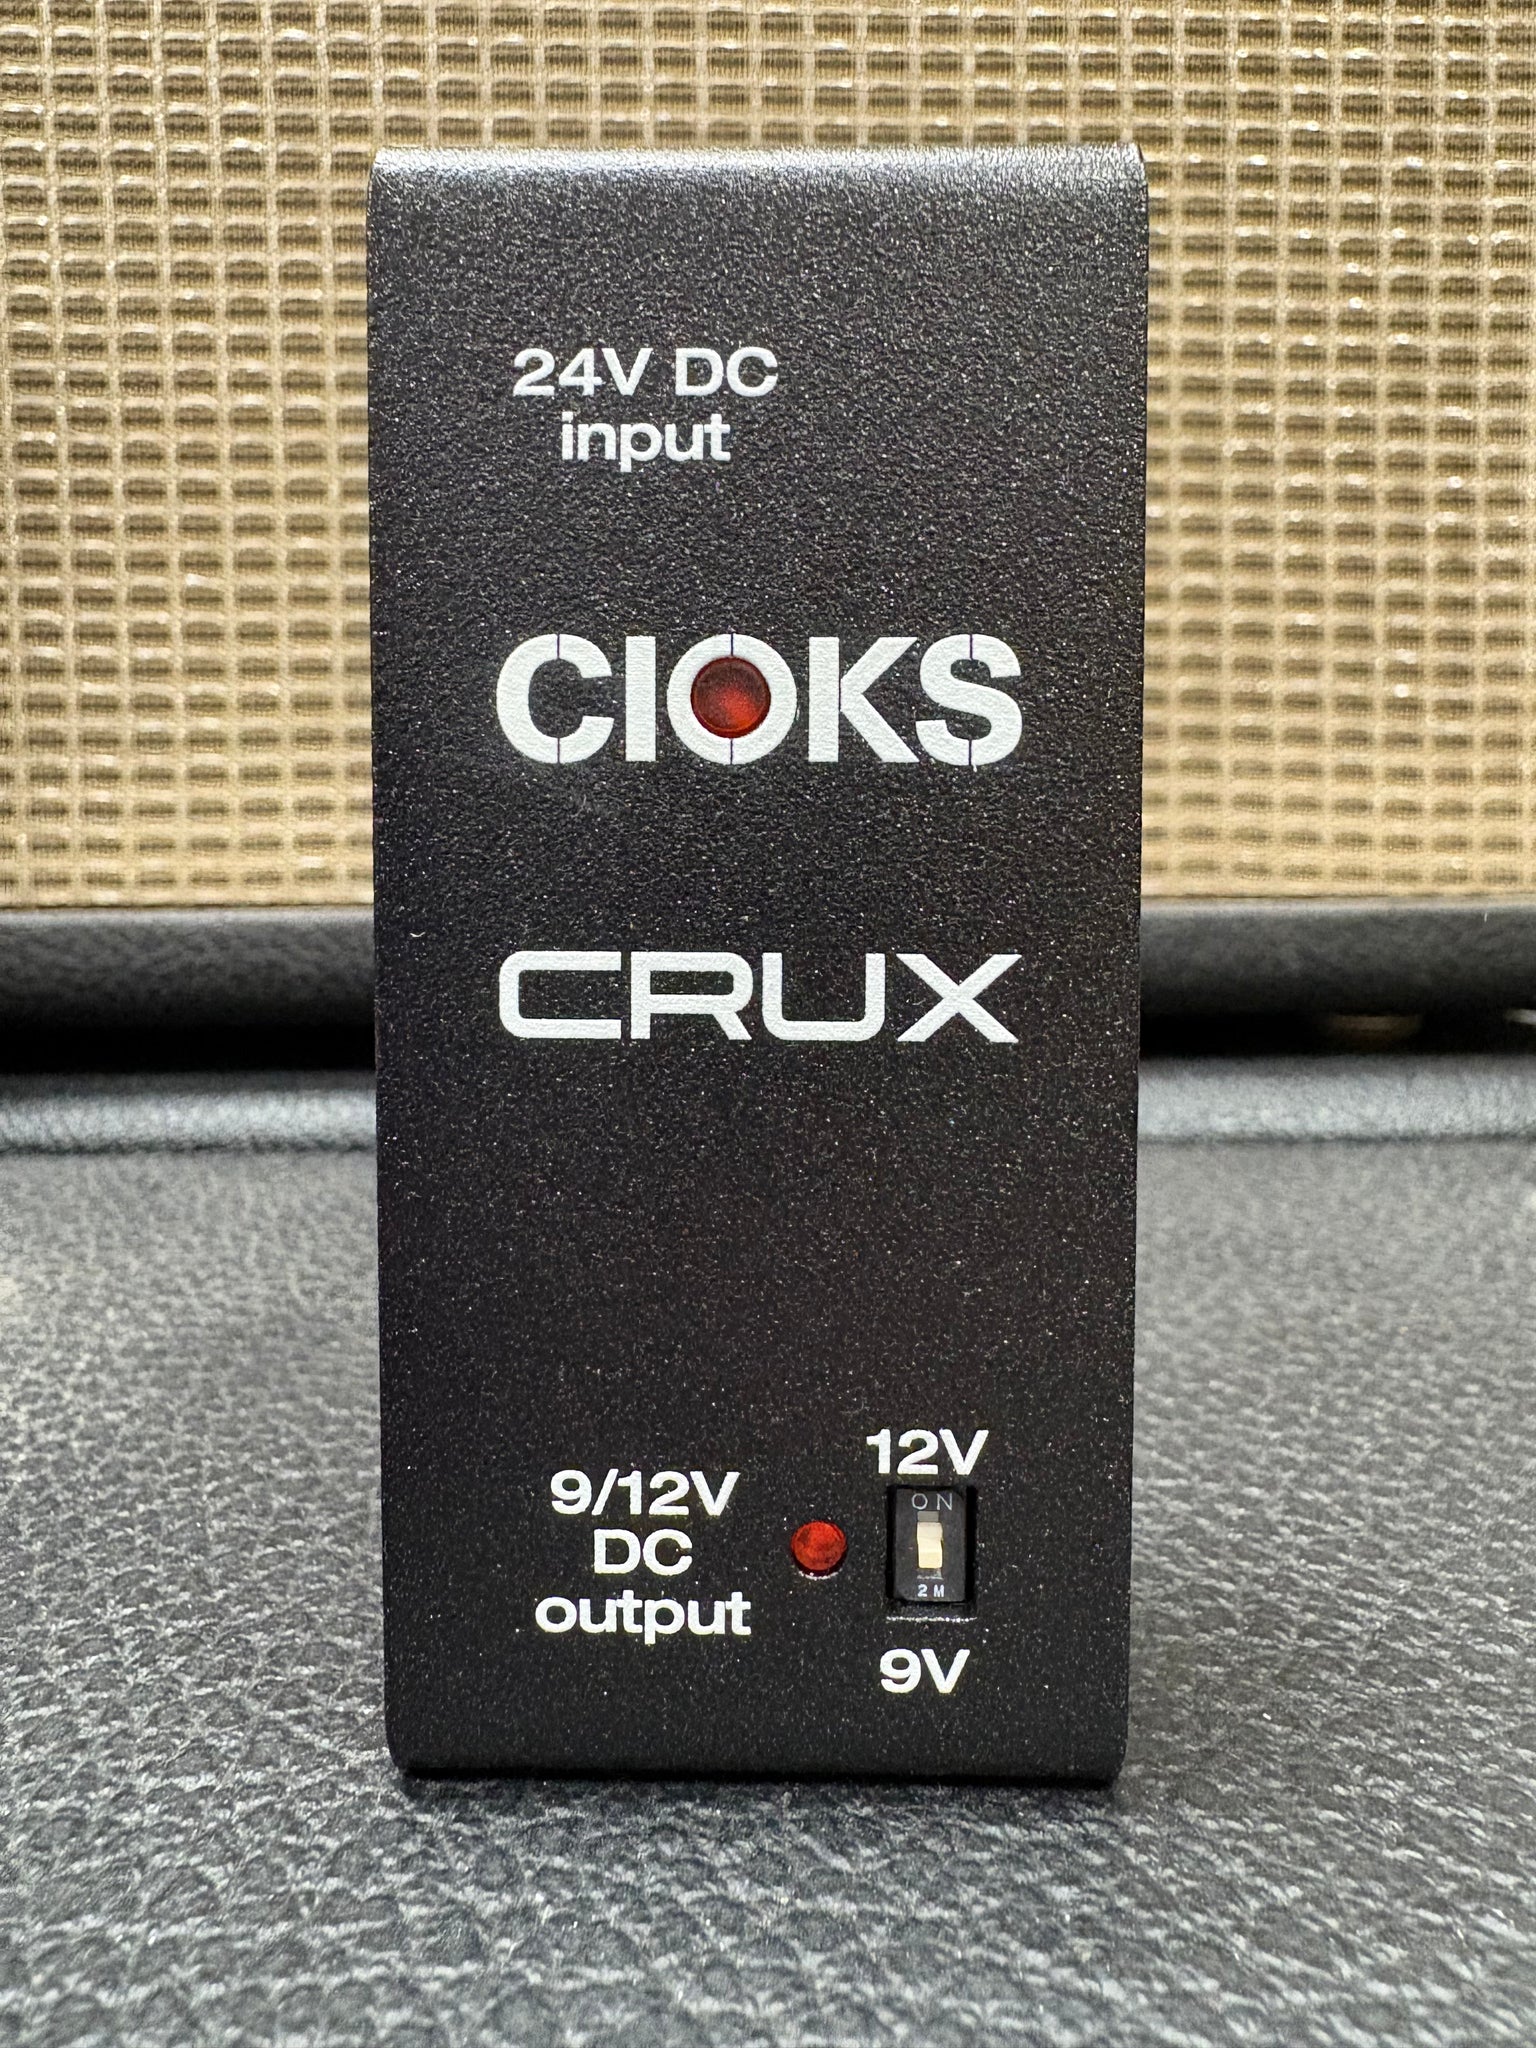 24V DC
input
CIOKS
CRUX
12V
9/12V
ON
DC
2 M
output
9V